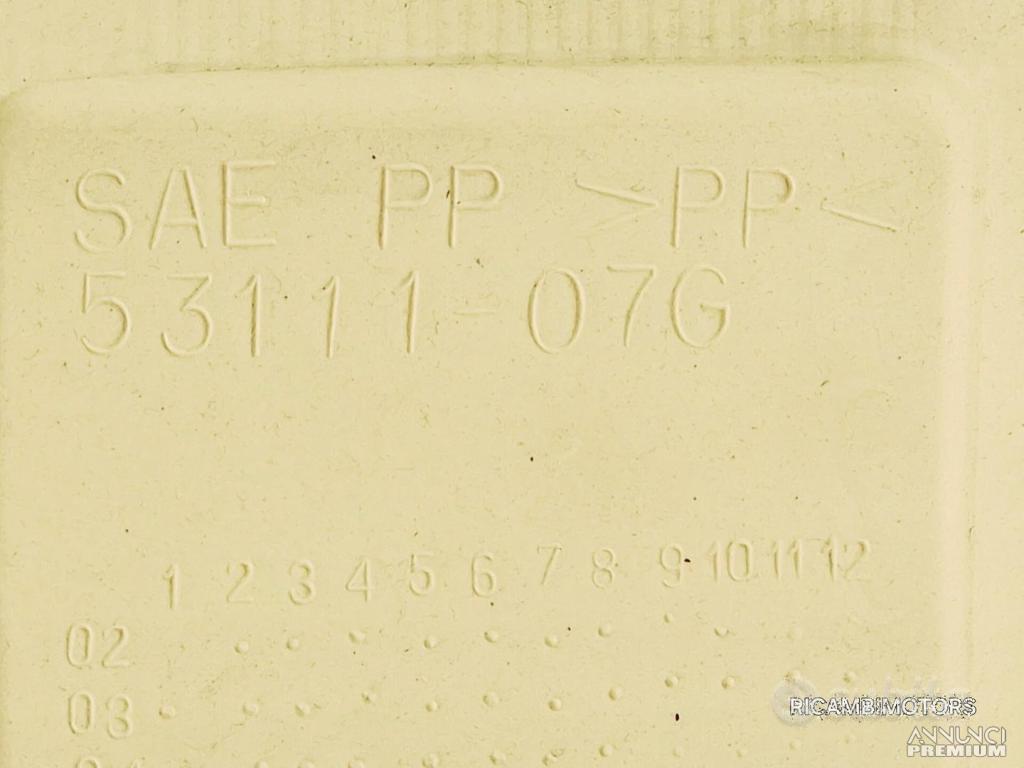 SAE PP >PP<
53111-07G
1 2 3 4 5 6 7 8 9 10 11 12
02
03
RICAMBIMOTORS
ANNUNCI
PREMIUM